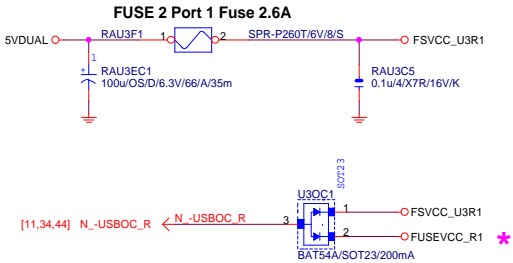 FUSE 2 Port 1 Fuse 2.6A
5VDUAL RAU3F1 1 2 SPR-P260T/6V/8/S FSVCC_U3R1
1
+
RAU3EC1
100u/OS/D/6.3V/66/A/35m
RAU3C5
0.1u/4/X7R/16V/K
SOT23
U3OC1
1 FSVCC_U3R1
[11,34,44] N_-USBOC_R N_-USBOC_R 3
2 FUSEVCC_R1 *
BAT54A/SOT23/200mA